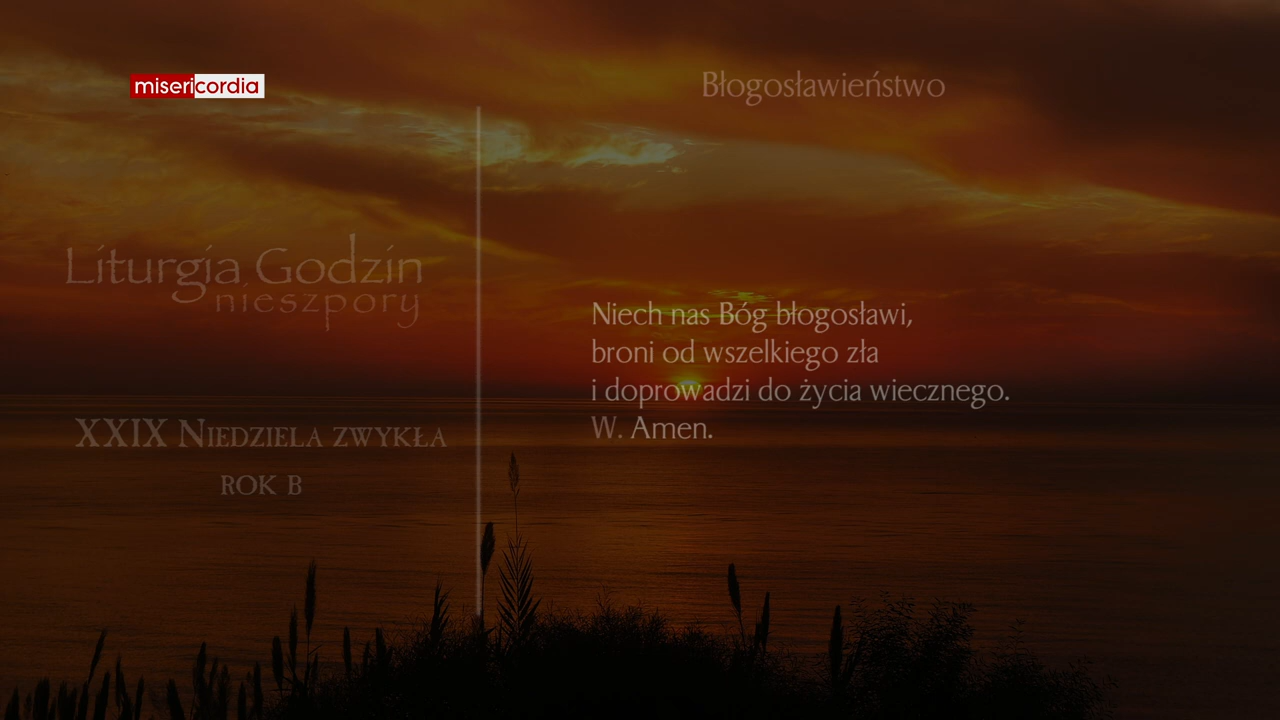 misericordia
Błogosławieństwo
Liturgia Godzin
nieszpory
XXIX Niedziela zwykła
rok B
Niech nas Bóg błogosławi,
broni od wszelkiego zła
i doprowadzi do życia wiecznego.
W. Amen.